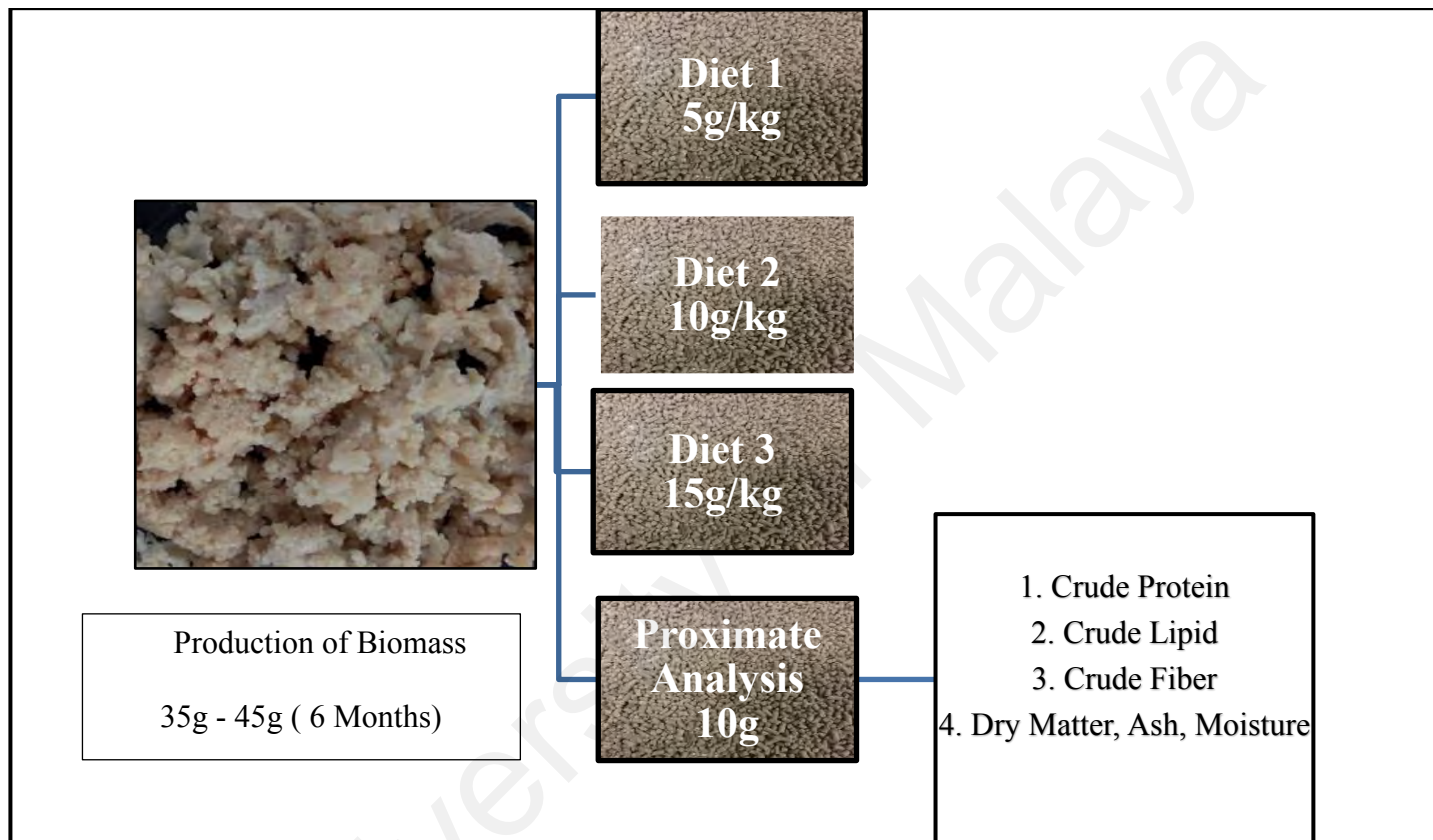 Diet 1
5g/kg
Diet 2
10g/kg
Diet 3
15g/kg
Proximate
Analysis
10g
Production of Biomass
35g - 45g ( 6 Months)
1. Crude Protein
2. Crude Lipid
3. Crude Fiber
4. Dry Matter, Ash, Moisture
Malaya